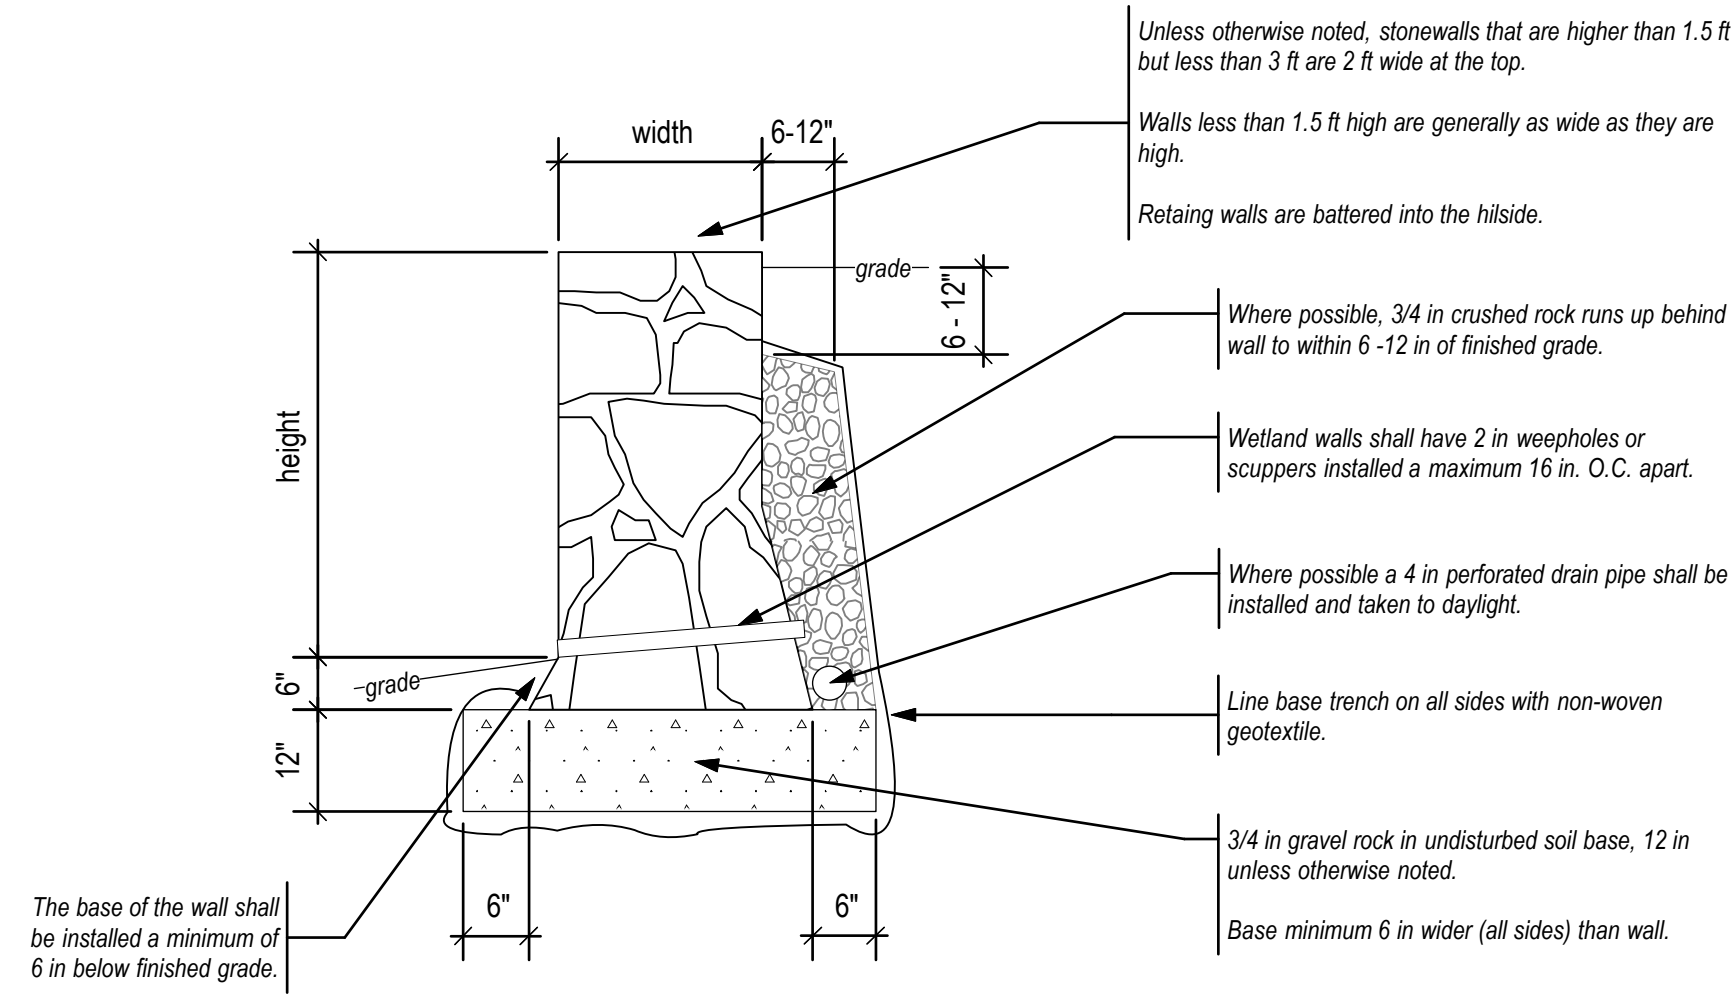 Unless otherwise noted, stonewalls that are higher than 1.5 ft
but less than 3 ft are 2 ft wide at the top.
Walls less than 1.5 ft high are generally as wide as they are
high.
Retaing walls are battered into the hilside.
width
6-12"
grade
6 - 12"
Where possible, 3/4 in crushed rock runs up behind
wall to within 6 -12 in of finished grade.
height
Wetland walls shall have 2 in weepholes or
scuppers installed a maximum 16 in. O.C. apart.
Where possible a 4 in perforated drain pipe shall be
installed and taken to daylight.
6"
grade
Line base trench on all sides with non-woven
geotextile.
12"
3/4 in gravel rock in undisturbed soil base, 12 in
unless otherwise noted.
Base minimum 6 in wider (all sides) than wall.
6"
6"
The base of the wall shall
be installed a minimum of
6 in below finished grade.